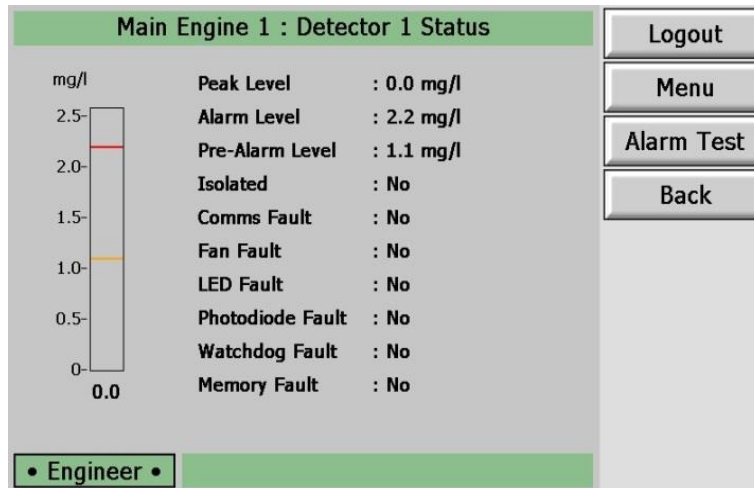 Main Engine 1 : Detector 1 Status
Logout
Menu
Alarm Test
Back
mg/l
2.5-
2.0-
1.5-
1.0-
0.5-
0-
0.0
Peak Level : 0.0 mg/l
Alarm Level : 2.2 mg/l
Pre-Alarm Level : 1.1 mg/l
Isolated : No
Comms Fault : No
Fan Fault : No
LED Fault : No
Photodiode Fault : No
Watchdog Fault : No
Memory Fault : No
• Engineer •